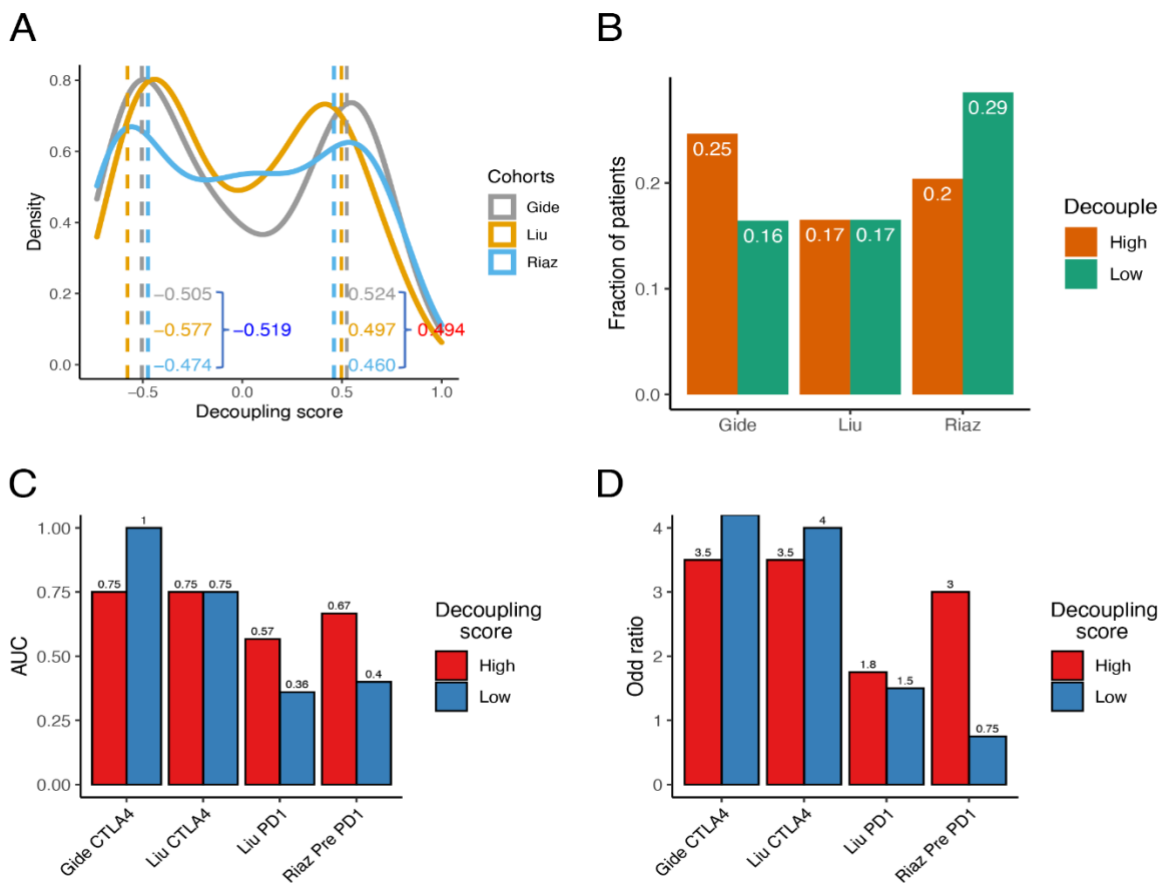 A
Density
0.8
0.6
0.4
0.2
0.0
−0.505
−0.577
−0.474
−0.519
0.524
0.497
0.460
0.494
−0.5
0.0
0.5
1.0
Decoupling score
Cohorts
Gide
Liu
Riaz
B
Fraction of patients
0.2
0.1
0.0
0.25
0.16
0.17
0.17
0.2
0.29
Gide
Liu
Riaz
Decouple
High
Low
C
AUC
1.00
0.75
0.50
0.25
0.00
0.75
1
0.75
0.75
0.57
0.36
0.67
0.4
Gide CTLA4
Liu CTLA4
Liu PD1
Riaz Pre PD1
Decoupling
score
High
Low
D
Odd ratio
4
3
2
1
0
3.5
3.5
4
1.8
1.5
3
0.75
Gide CTLA4
Liu CTLA4
Liu PD1
Riaz Pre PD1
Decoupling
score
High
Low